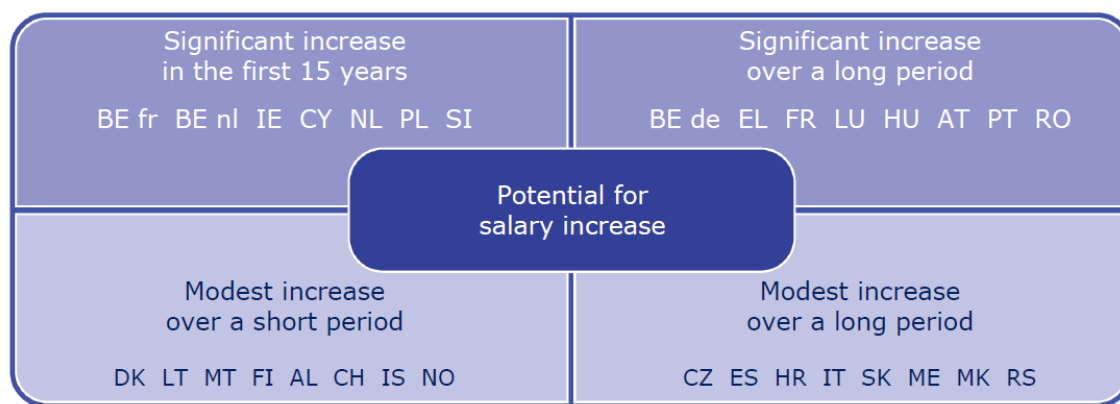 Significant increase
in the first 15 years
BE fr BE nl IE CY NL PL SI
Significant increase
over a long period
BE de EL FR LU HU AT PT RO
Potential for
salary increase
Modest increase
over a short period
DK LT MT FI AL CH IS NO
Modest increase
over a long period
CZ ES HR IT SK ME MK RS